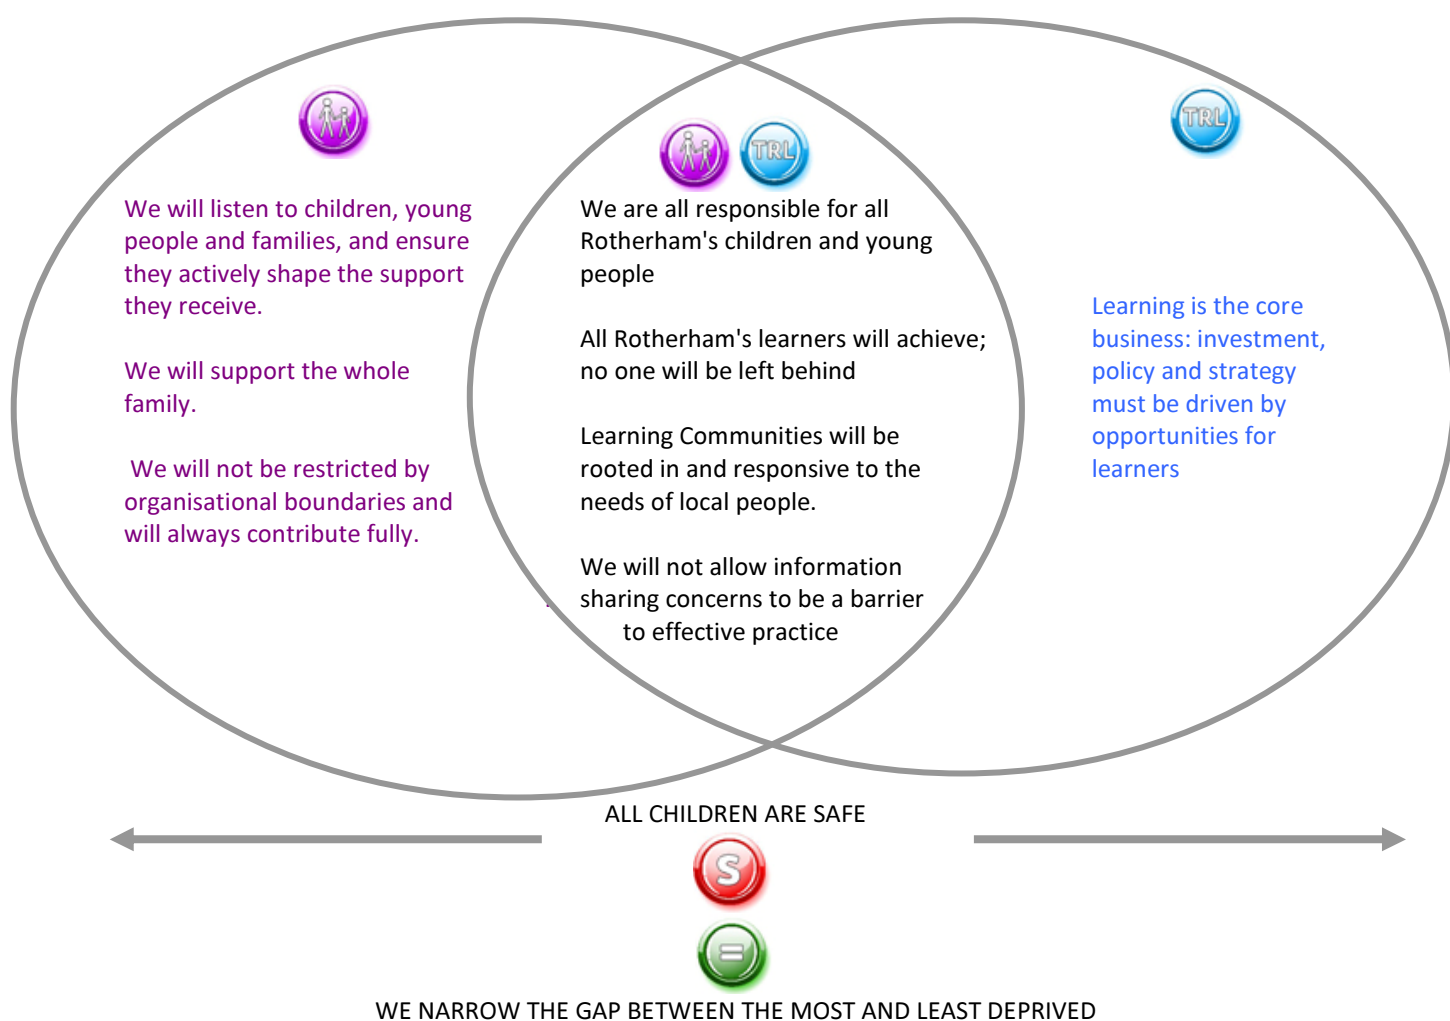 TRL
TRL
We will listen to children, young
people and families, and ensure
they actively shape the support
they receive.
We will support the whole
family.
We will not be restricted by
organisational boundaries and
will always contribute fully.
We are all responsible for all
Rotherham's children and young
people
All Rotherham's learners will achieve;
no one will be left behind
Learning Communities will be
rooted in and responsive to the
needs of local people.
We will not allow information
sharing concerns to be a barrier
to effective practice
Learning is the core
business: investment,
policy and strategy
must be driven by
opportunities for
learners
ALL CHILDREN ARE SAFE
S
=
WE NARROW THE GAP BETWEEN THE MOST AND LEAST DEPRIVED